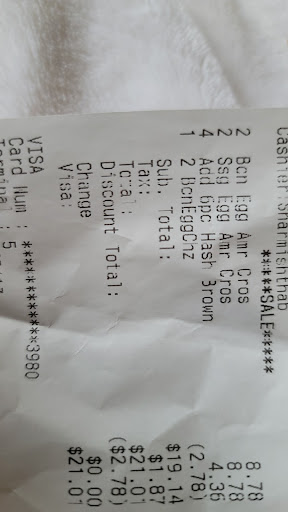 Cashier:Sharmishthab
*****SALE*****
2 Bcn Egg Amr Cros 8.78
2 Ssg Egg Amr Cros 8.78
4 Add 6pc Hash Brown 4.36
1 2 BcnEggChz (2.78)
Sub. Total: $19.14
Tax: $1.87
Total: $21.01
Discount Total: ($2.78)
Change $0.00
Visa: $21.01
VISA
Card Num : ************3980
Terminal : 5